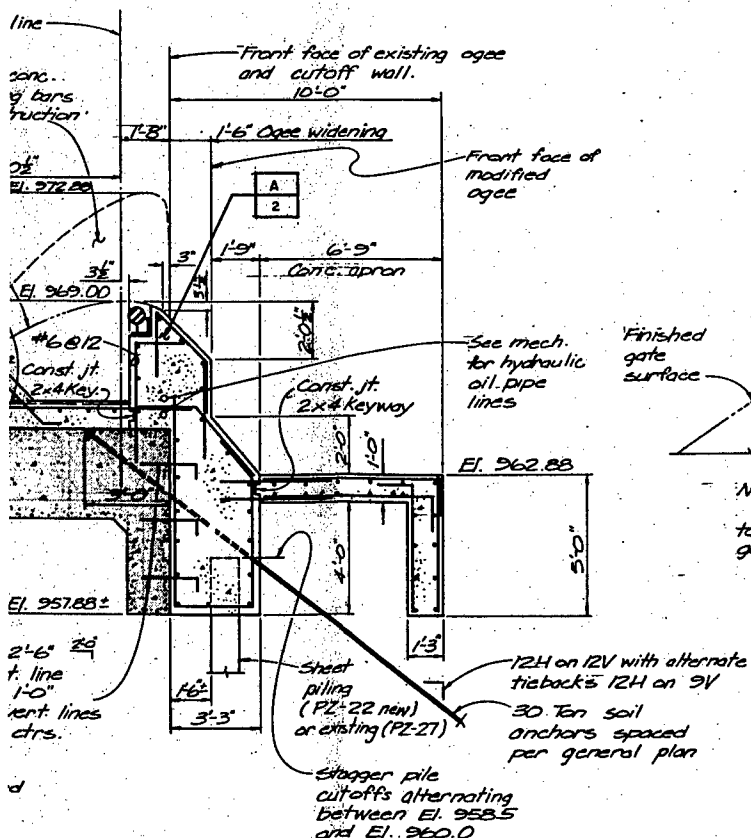 line
Front face of existing ogee
and cutoff wall.
10'-0"
conc.
bars
1'-8"
1'-6" Ogee widening
Front face of
modified
ogee
El. 972.88
A
2
3"
1'-9"
6'-9"
Conc. apron
3½"
El. 969.00
2'-0½"
#6@12
Const. jt.
2x4 Key
See mech.
for hydraulic
oil pipe
lines
Finished
gate
surface
Const. jt.
2x4 Keyway
2'-0"
1'-0"
El. 962.88
4'-0"
5'-0"
El. 957.88±
2'-6"
line
1'-0"
vert. lines
ctrs.
1'-3"
1'-6"±
3'-3"
Sheet
piling
(PZ-22 new)
or existing (PZ-27)
12H on 12V with alternate
tiebacks 12H on 9V
30 Ton soil
anchors spaced
per general plan
Stagger pile
cutoffs alternating
between El. 958.5
and El. 960.0